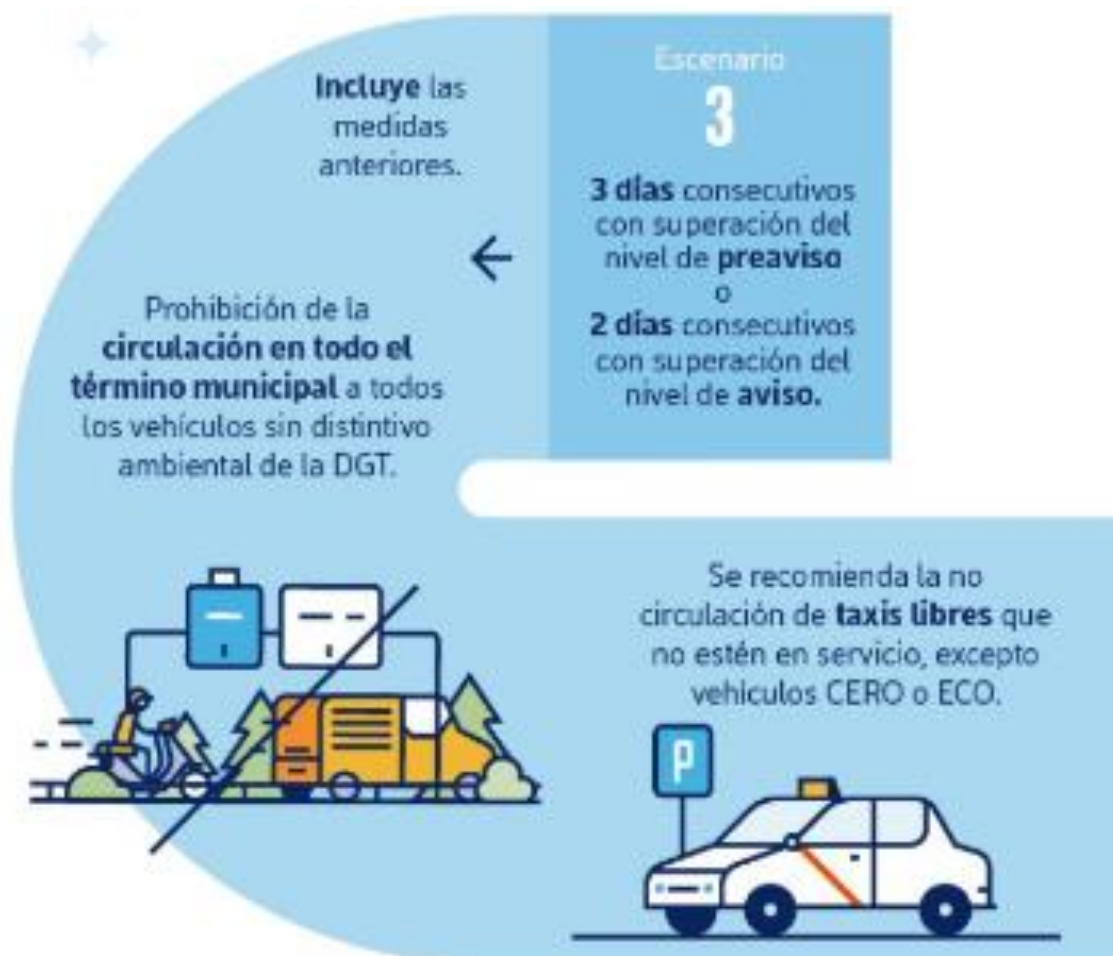 Escenario
3
3 días consecutivos
con superación del
nivel de preaviso
o
2 días consecutivos
con superación del
nivel de aviso.
Incluye las
medidas
anteriores.
Prohibición de la
circulación en todo el
término municipal a todos
los vehículos sin distintivo
ambiental de la DGT.
Se recomienda la no
circulación de taxis libres que
no estén en servicio, excepto
vehículos CERO o ECO.
P